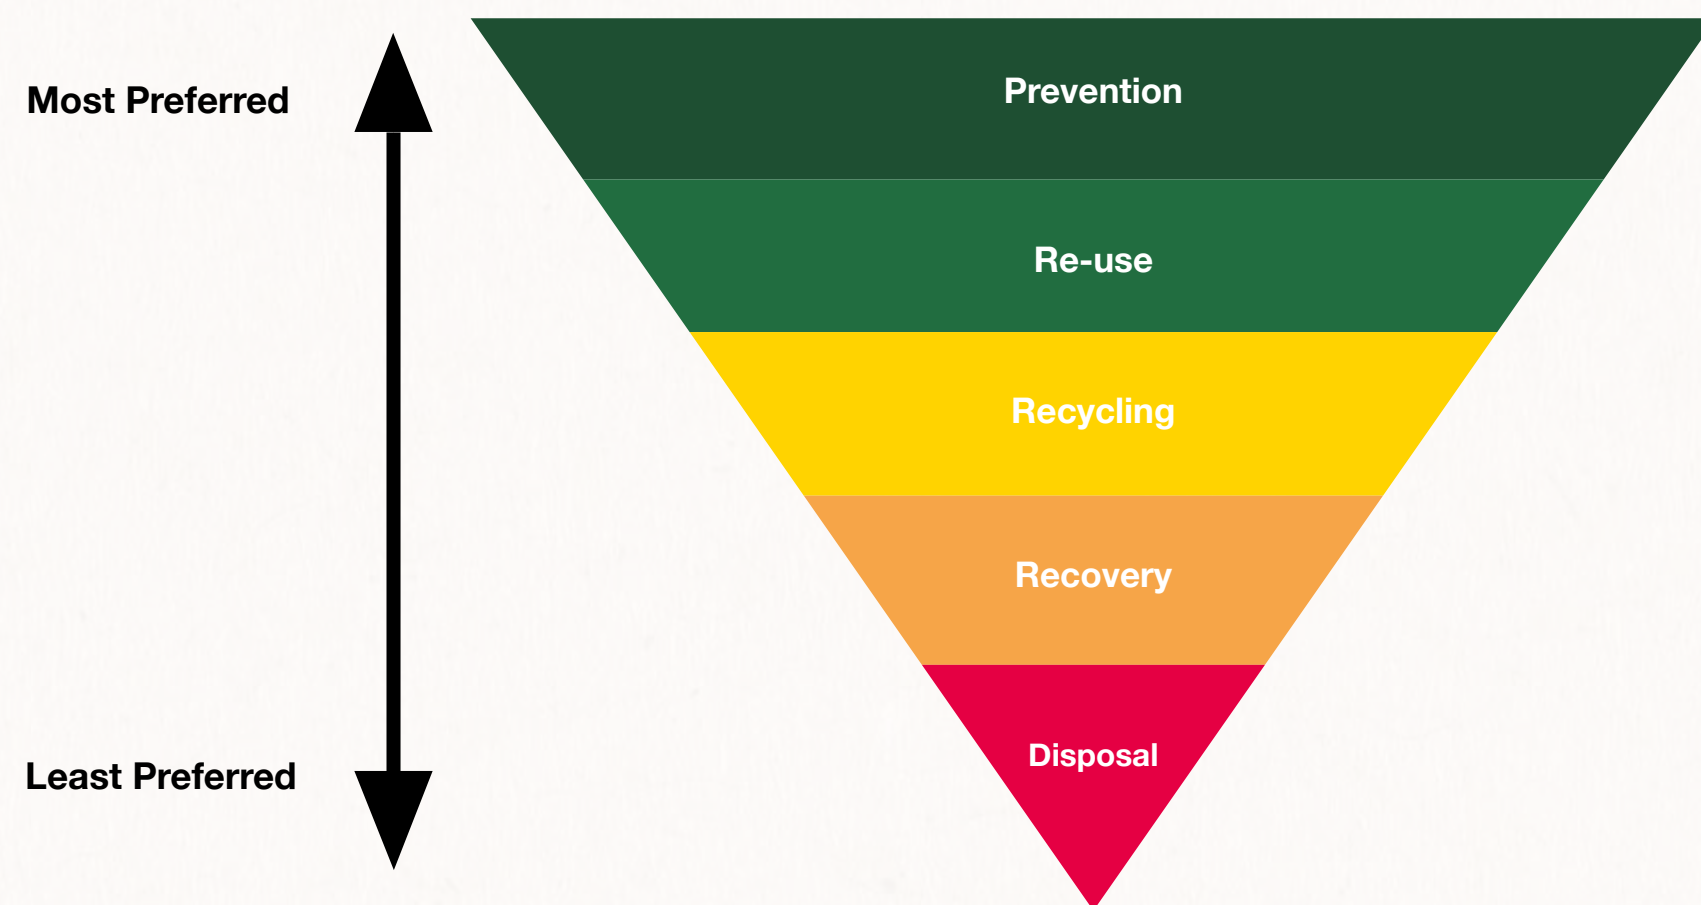 Most Preferred
Prevention
Re-use
Recycling
Recovery
Disposal
Least Preferred